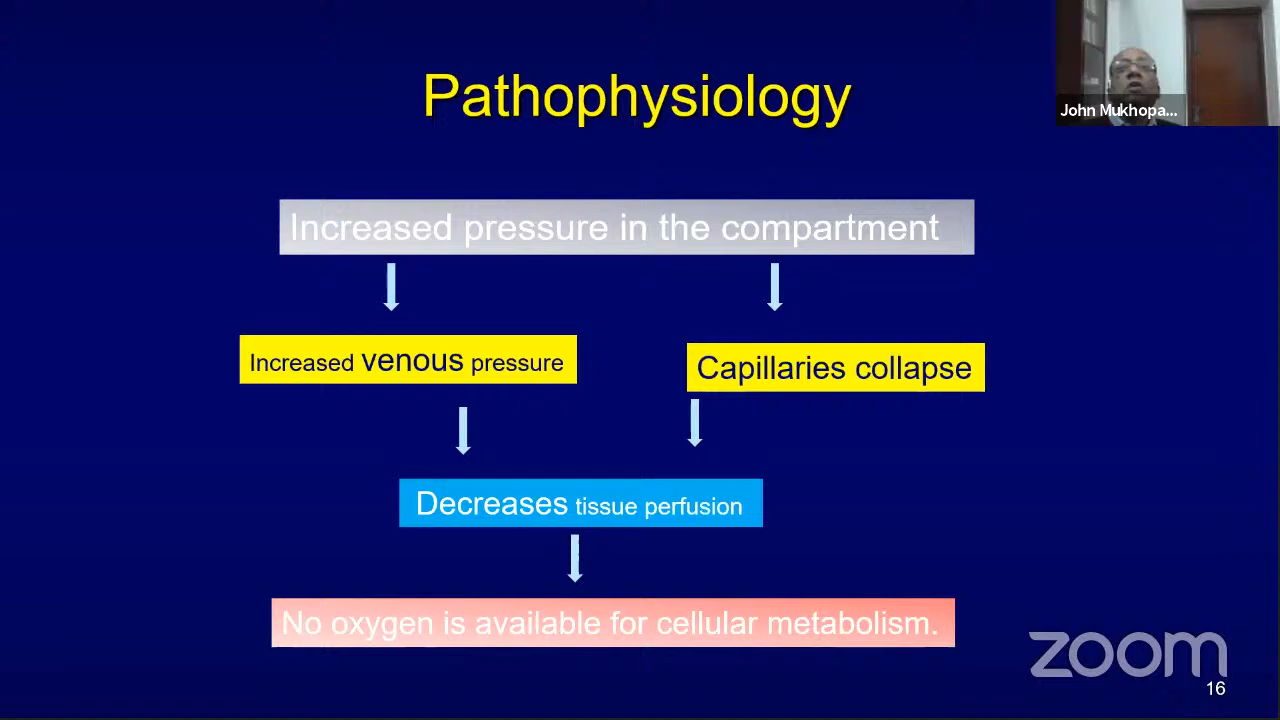 Pathophysiology
John Mukhopa...
Increased pressure in the compartment
Increased venous pressure
Capillaries collapse
Decreases tissue perfusion
No oxygen is available for cellular metabolism.
zoom
16